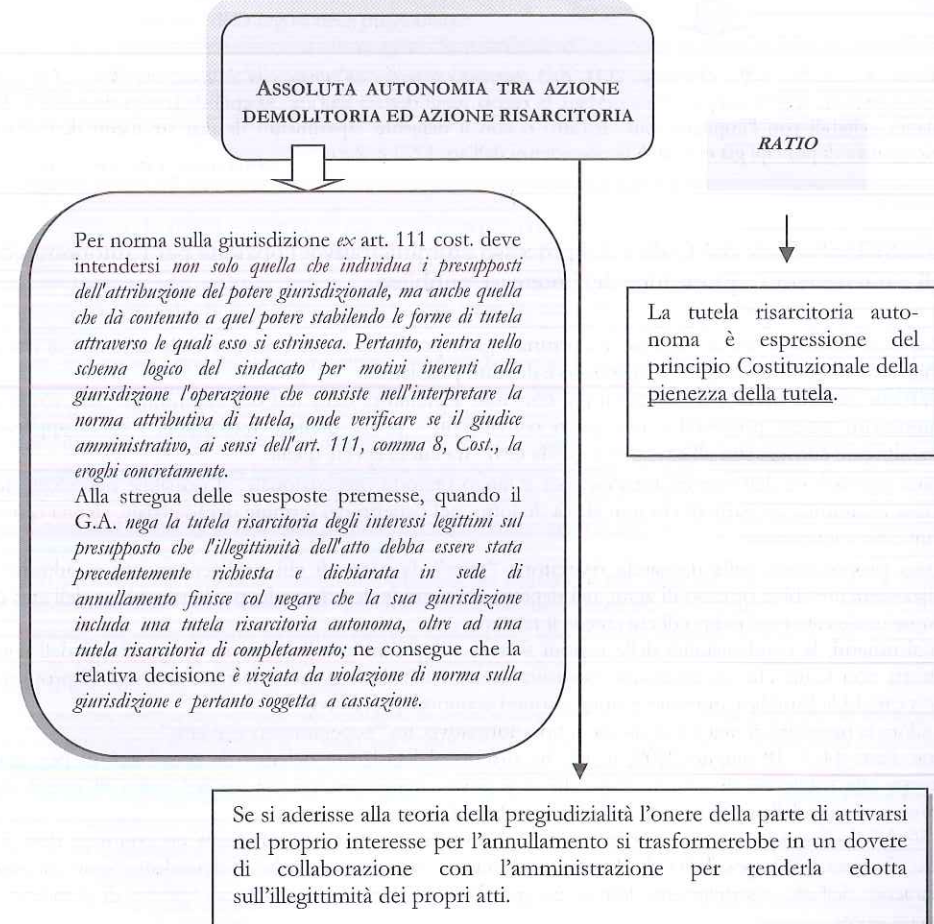 ASSOLUTA AUTONOMIA TRA AZIONE
DEMOLITORIA ED AZIONE RISARCITORIA
RATIO
Per norma sulla giurisdizione ex art. 111 cost. deve
intendersi non solo quella che individua i presupposti
dell'attribuzione del potere giurisdizionale, ma anche quella
che dà contenuto a quel potere stabilendo le forme di tutela
attraverso le quali esso si estrinseca. Pertanto, rientra nello
schema logico del sindacato per motivi inerenti alla
giurisdizione l'operazione che consiste nell'interpretare la
norma attributiva di tutela, onde verificare se il giudice
amministrativo, ai sensi dell'art. 111, comma 8, Cost., la
eroghi concretamente.
Alla stregua delle suesposte premesse, quando il
G.A. nega la tutela risarcitoria degli interessi legittimi sul
presupposto che l'illegittimità dell'atto debba essere stata
precedentemente richiesta e dichiarata in sede di
annullamento finisce col negare che la sua giurisdizione
includa una tutela risarcitoria autonoma, oltre ad una
tutela risarcitoria di completamento; ne consegue che la
relativa decisione è viziata da violazione di norma sulla
giurisdizione e pertanto soggetta a cassazione.
La tutela risarcitoria auto-
noma è espressione del
principio Costituzionale della
pienezza della tutela.
Se si aderisse alla teoria della pregiudizialità l'onere della parte di attivarsi
nel proprio interesse per l'annullamento si trasformerebbe in un dovere
di collaborazione con l'amministrazione per renderla edotta
sull'illegittimità dei propri atti.